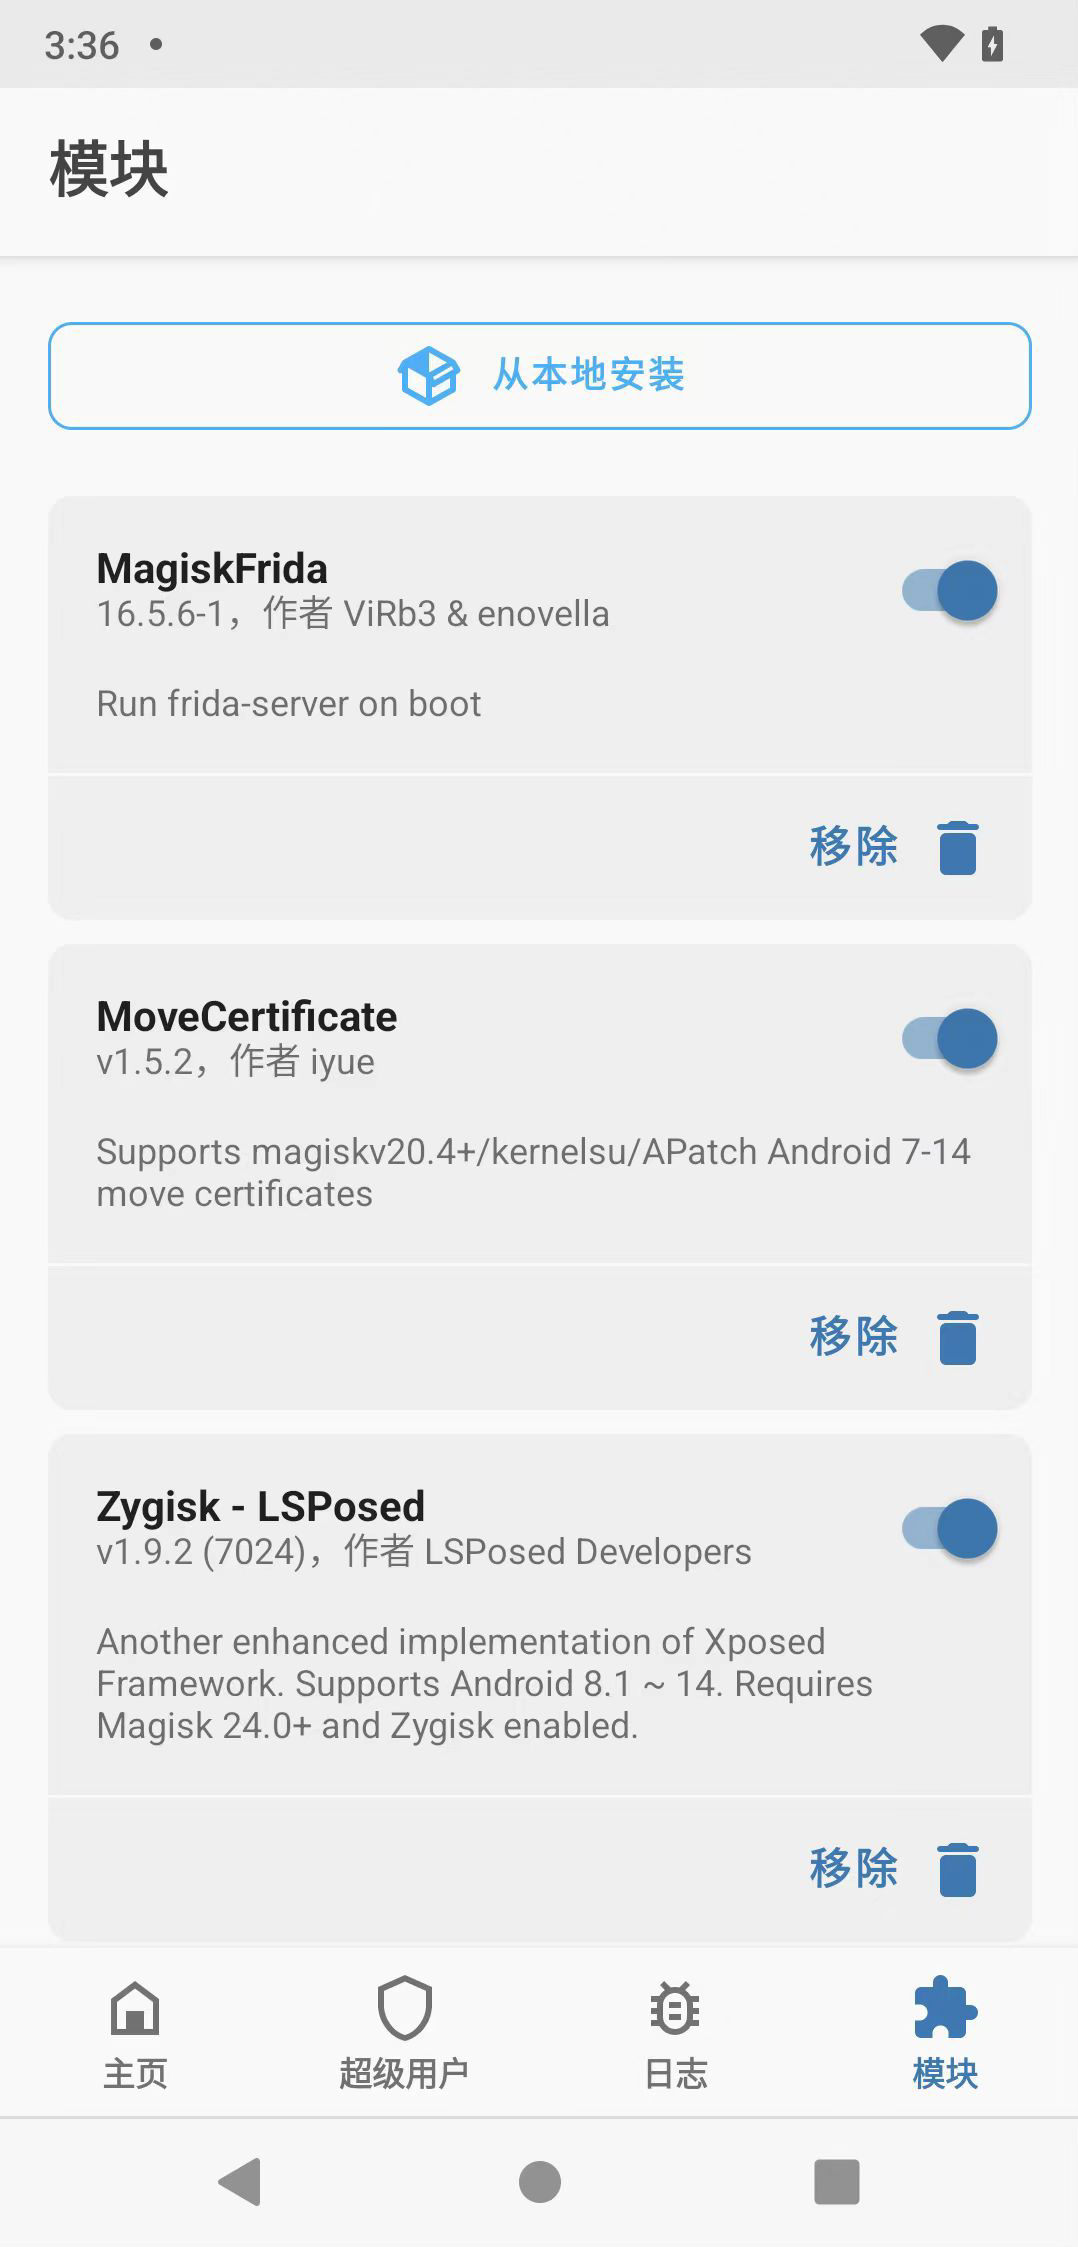 3:36
模块
从本地安装
MagiskFrida
16.5.6-1，作者 ViRb3 & enovella
Run frida-server on boot
移除
MoveCertificate
v1.5.2，作者 iyue
Supports magiskv20.4+/kernelsu/APatch Android 7-14
move certificates
移除
Zygisk - LSPosed
v1.9.2 (7024)，作者 LSPosed Developers
Another enhanced implementation of Xposed
Framework. Supports Android 8.1 ~ 14. Requires
Magisk 24.0+ and Zygisk enabled.
移除
主页
超级用户
日志
模块